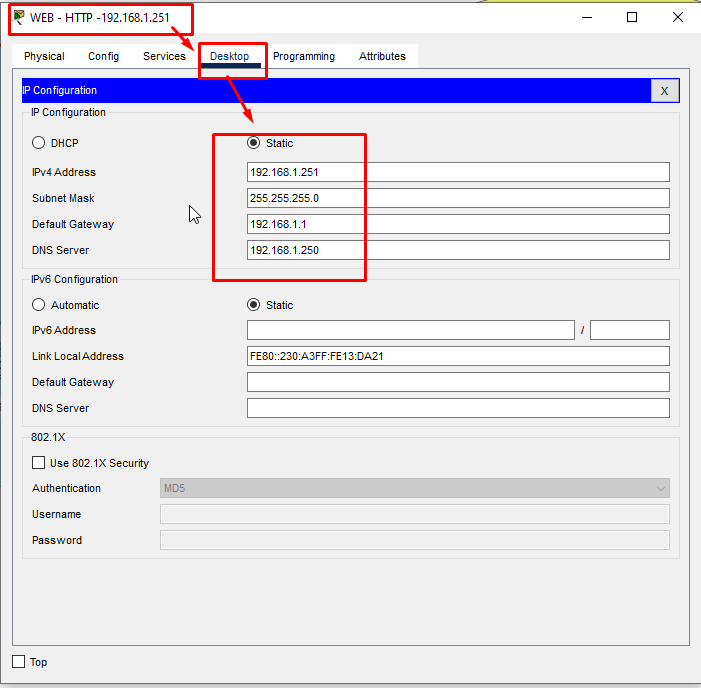 WEB - HTTP -192.168.1.251
Physical Config Services Desktop Programming Attributes
IP Configuration X
IP Configuration
DHCP Static
IPv4 Address 192.168.1.251
Subnet Mask 255.255.255.0
Default Gateway 192.168.1.1
DNS Server 192.168.1.250
IPv6 Configuration
Automatic Static
IPv6 Address /
Link Local Address FE80::230:A3FF:FE13:DA21
Default Gateway
DNS Server
802.1X
Use 802.1X Security
Authentication MD5
Username
Password
Top